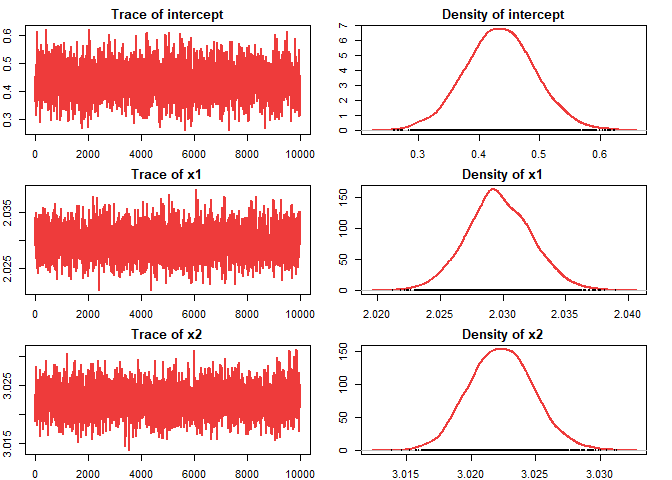 Trace of intercept
0.3 0.4 0.5 0.6
0 2000 4000 6000 8000 10000
Density of intercept
0 1 2 3 4 5 6 7
0.3 0.4 0.5 0.6
Trace of x1
2.025 2.035
0 2000 4000 6000 8000 10000
Density of x1
0 50 100 150
2.020 2.025 2.030 2.035 2.040
Trace of x2
3.015 3.025
0 2000 4000 6000 8000 10000
Density of x2
0 50 100 150
3.015 3.020 3.025 3.030